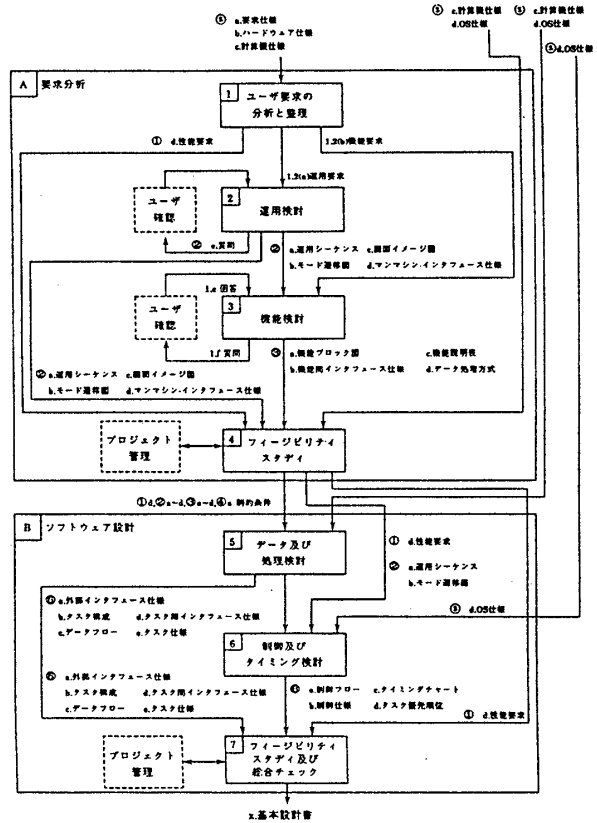 Ⓢ a.要求仕様
b.ハードウェア仕様
c.計算機仕様
Ⓢ c.計算機仕様
d.OS仕様
Ⓢ c.計算機仕様
d.OS仕様
Ⓢd.OS仕様
A 要求分析
1 ユーザ要求の
分析と整理
① d.性能要求
1.2(b)機能要求
1.2(a)運用要求
ユーザ
確認
2
運用検討
② e.質問
② a.運用シーケンス c.画面イメージ図
b.モード遷移図 d.マンマシン・インタフェース仕様
1.e 回答
ユーザ
確認
3
機能検討
1.f 質問
③ a.機能ブロック図 c.機能説明表
b.機能間インタフェース仕様 d.データ処理方式
② a.運用シーケンス c.画面イメージ図
b.モード遷移図 d.マンマシン・インタフェース仕様
プロジェクト
管理
4 フィージビリティ
スタディ
①d,②a~d,③a~d,④a 制約条件
B ソフトウェア設計
5 データ及び
処理検討
① d.性能要求
② a.運用シーケンス
b.モード遷移図
a.外部インタフェース仕様
b.タスク構成 d.タスク間インタフェース仕様
c.データフロー e.タスク仕様
Ⓢ d.OS仕様
6 制御及び
タイミング検討
a.外部インタフェース仕様
b.タスク構成 d.タスク間インタフェース仕様
c.データフロー e.タスク仕様
a.制御フロー c.タイミングチャート
b.制御仕様 d.タスク優先順位
① d.性能要求
プロジェクト
管理
7 フィージビリティ
スタディ及び
総合チェック
x.基本設計書